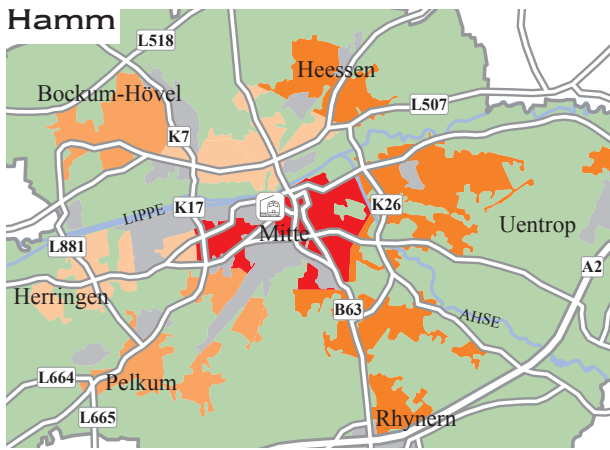 Hamm
L518
Heessen
Bockum-Hövel
L507
K7
LIPPE
K17
K26
Mitte
Uentrop
L881
A2
Herringen
B63
AHSE
L664
Pelkum
L665
Rhynern